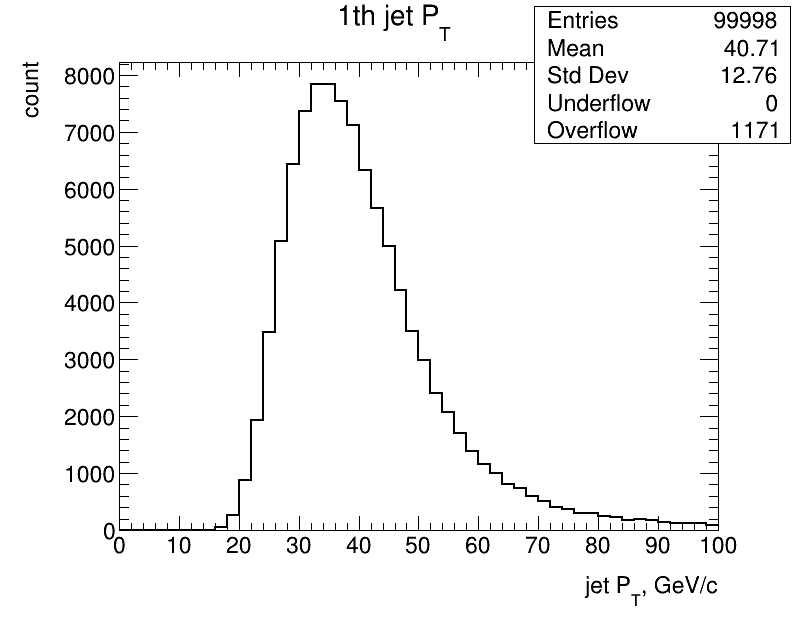 1th jet PT
Entries 99998
Mean 40.71
Std Dev 12.76
Underflow 0
Overflow 1171
count
8000
7000
6000
5000
4000
3000
2000
1000
0
0 10 20 30 40 50 60 70 80 90 100
jet PT, GeV/c